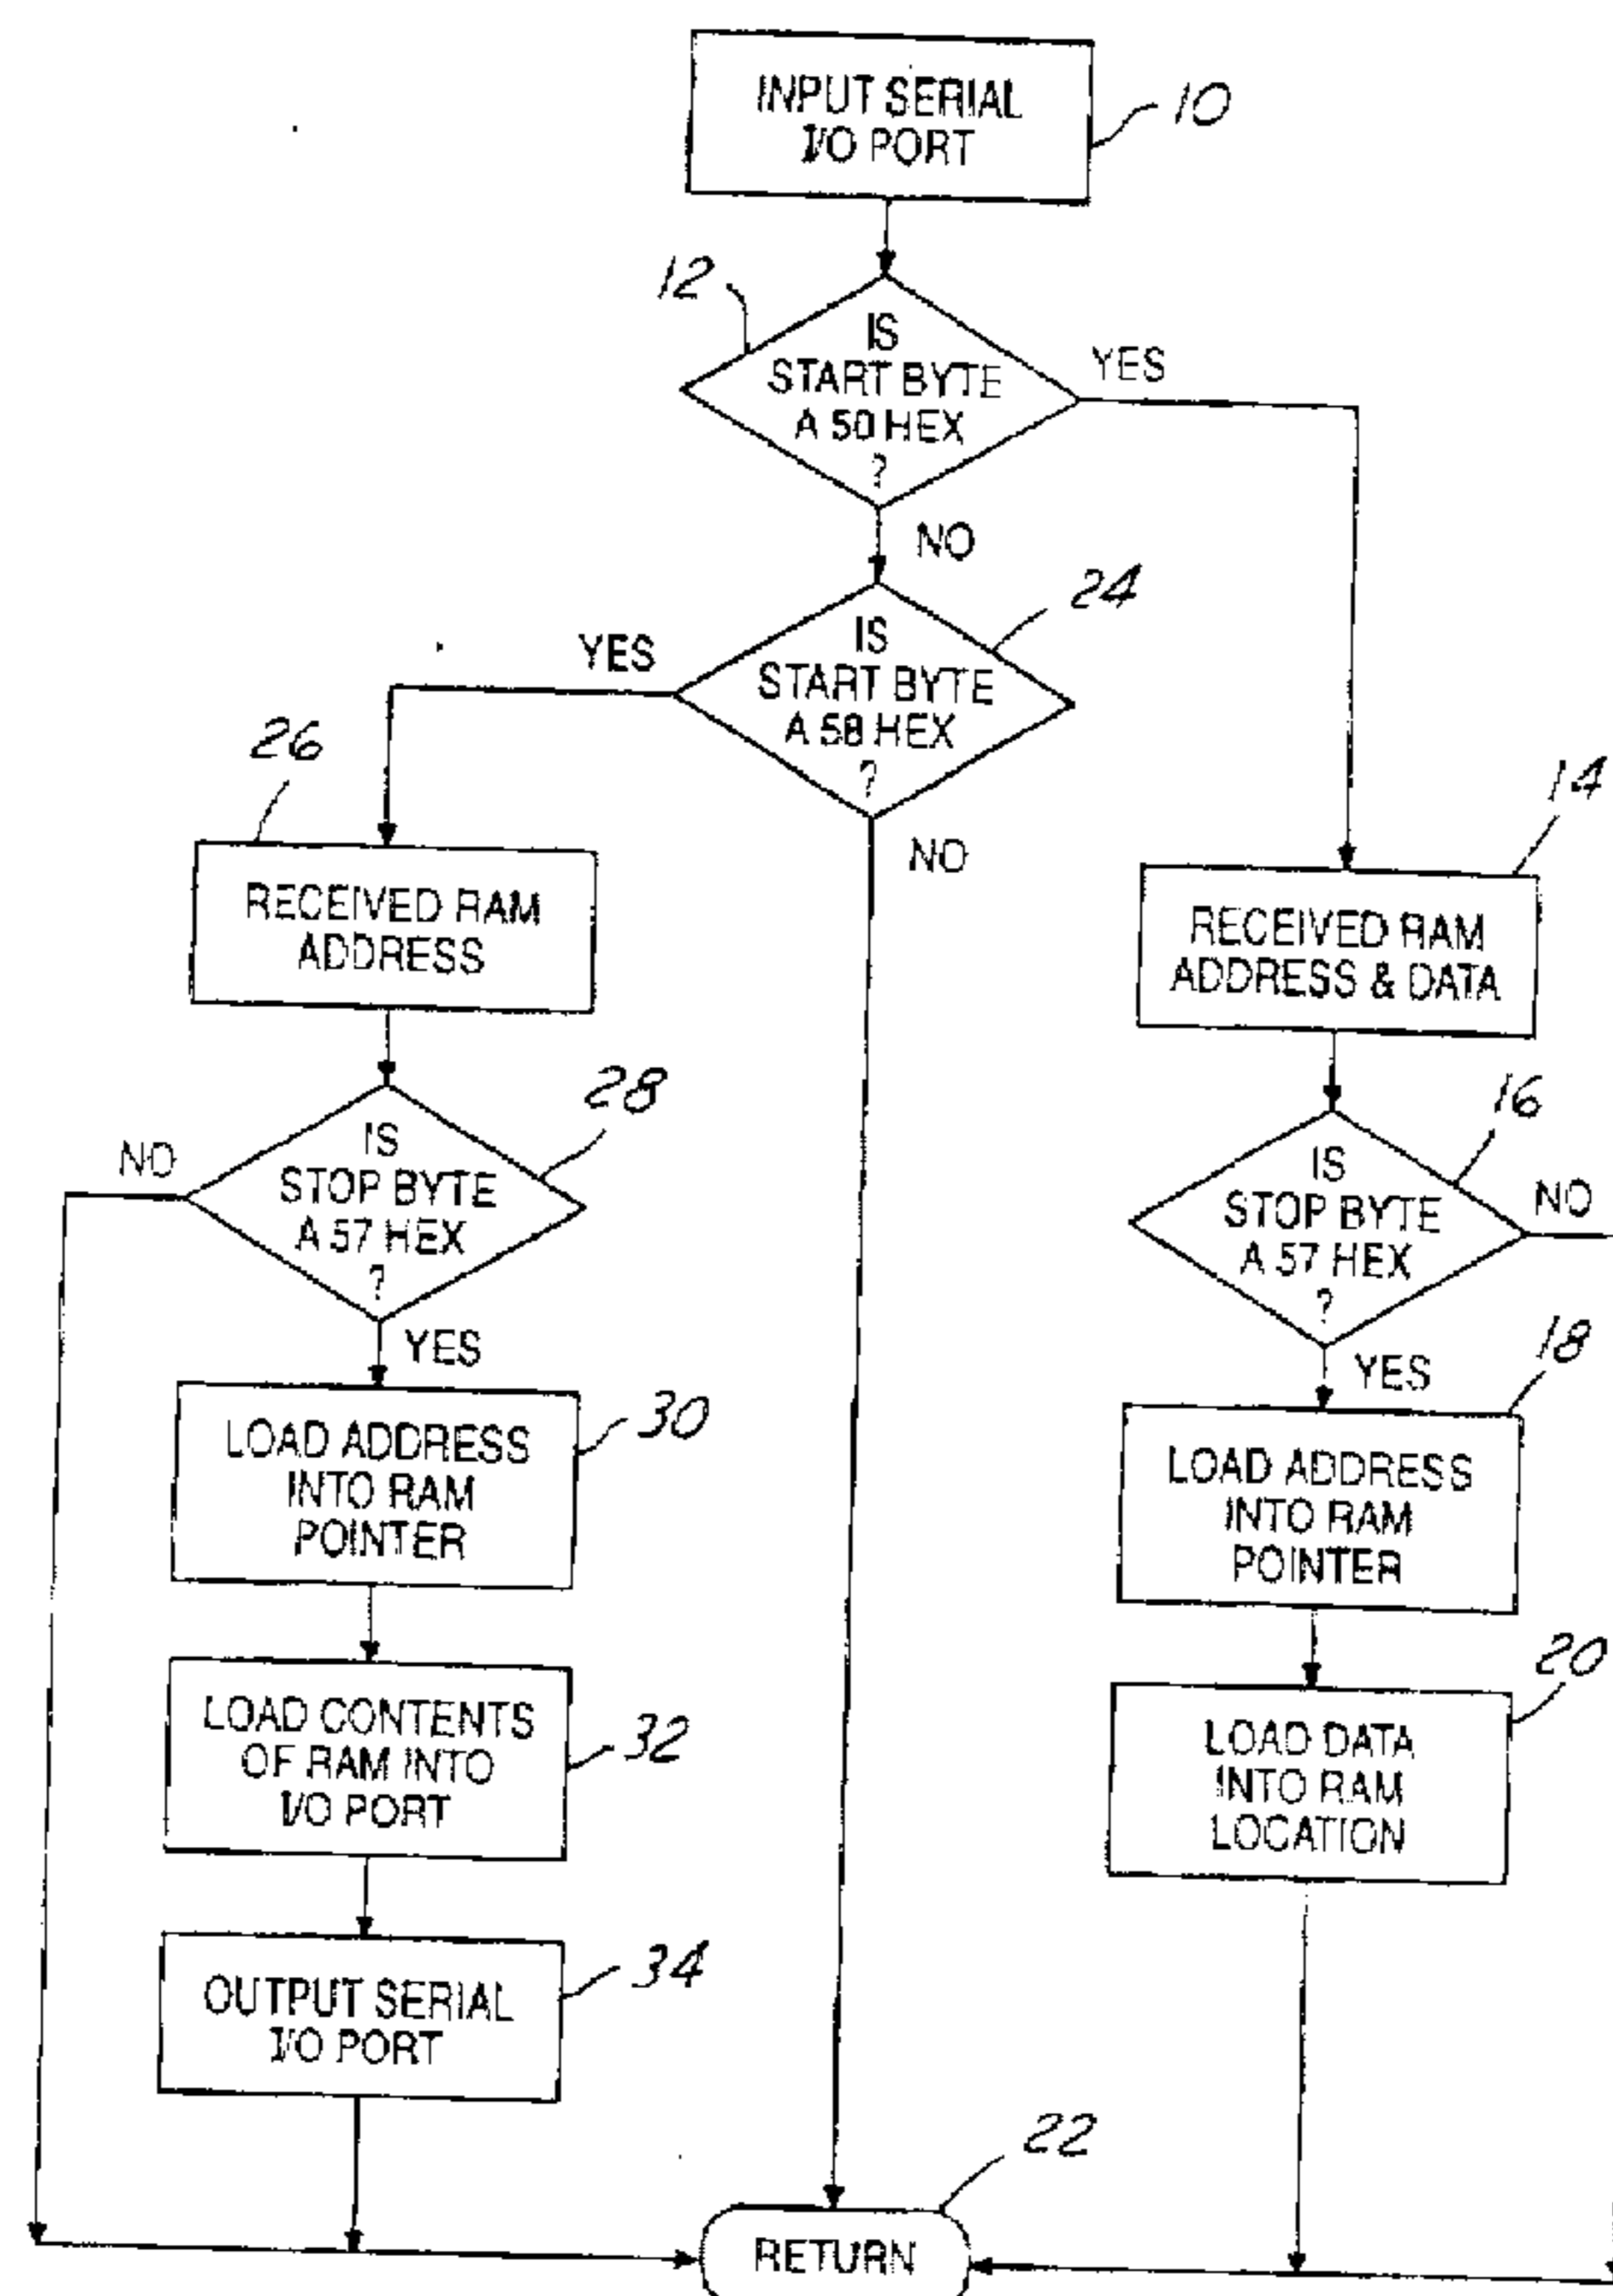 INPUT SERIAL
I/O PORT
10
12
IS
START BYTE
A 50 HEX
?
YES
NO
24
IS
START BYTE
A 58 HEX
?
YES
NO
26
RECEIVED RAM
ADDRESS
14
RECEIVED RAM
ADDRESS & DATA
28
IS
STOP BYTE
A 57 HEX
?
NO
YES
16
IS
STOP BYTE
A 57 HEX
?
NO
YES
30
LOAD ADDRESS
INTO RAM
POINTER
18
LOAD ADDRESS
INTO RAM
POINTER
32
LOAD CONTENTS
OF RAM INTO
I/O PORT
20
LOAD DATA
INTO RAM
LOCATION
34
OUTPUT SERIAL
I/O PORT
22
RETURN